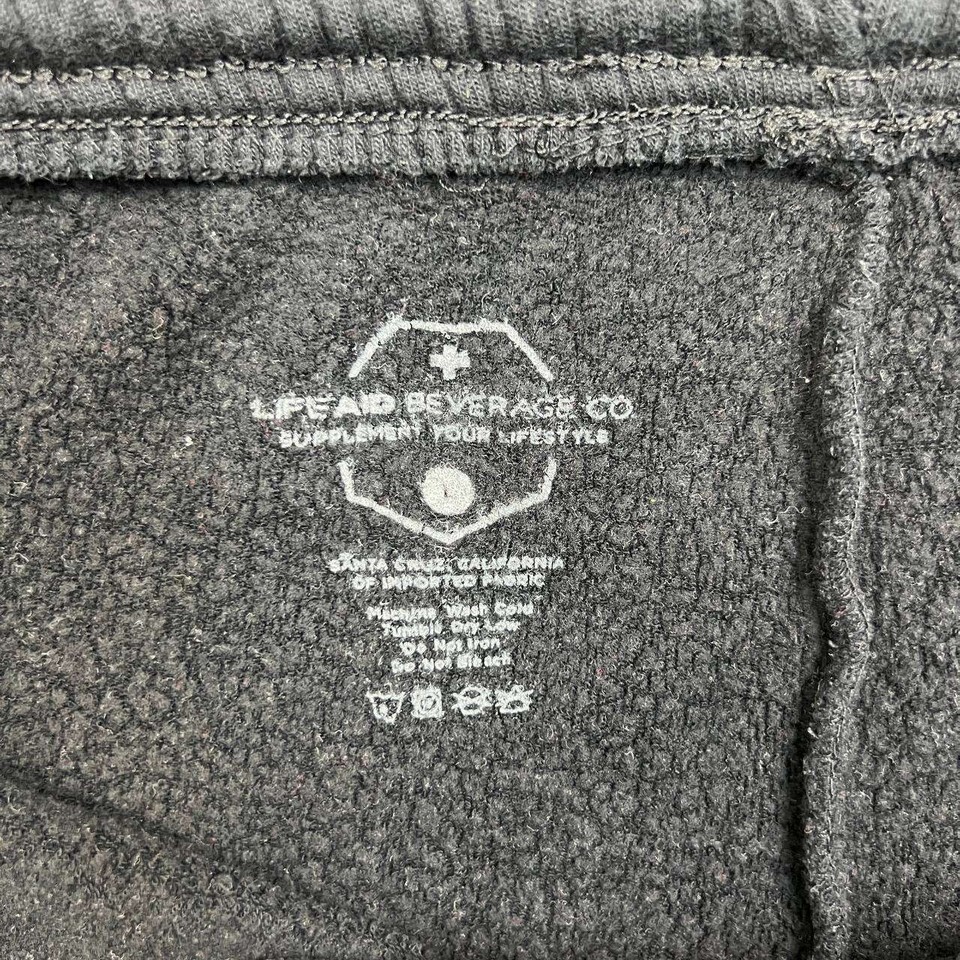 LIFEAID BEVERAGE CO
SUPPLEMENT YOUR LIFESTYLE
SANTA CRUZ, CALIFORNIA
OF IMPORTED FABRIC
Machine Wash Cold
Tumble Dry Low
Do Not Iron
Do Not Bleach